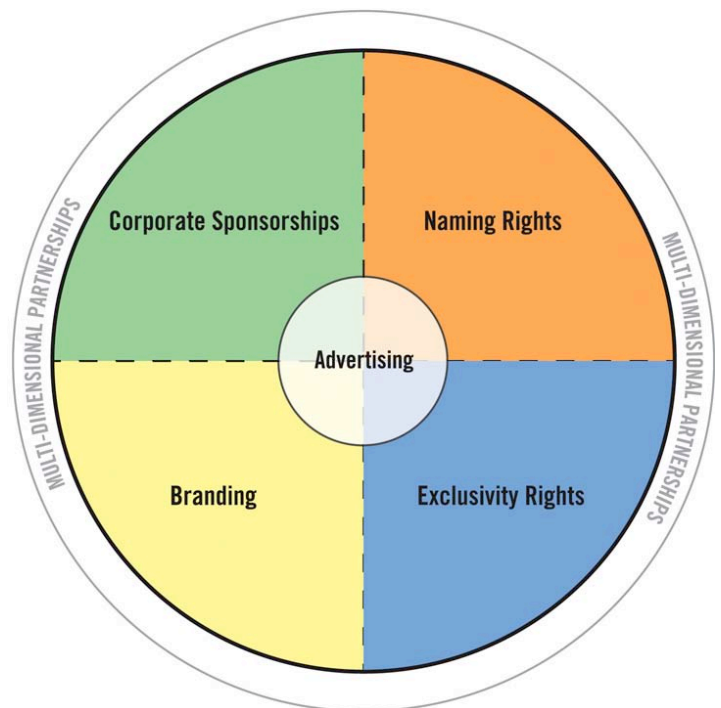 Corporate Sponsorships
Naming Rights
MULTI-DIMENSIONAL PARTNERSHIPS
MULTI-DIMENSIONAL PARTNERSHIPS
Advertising
Branding
Exclusivity Rights